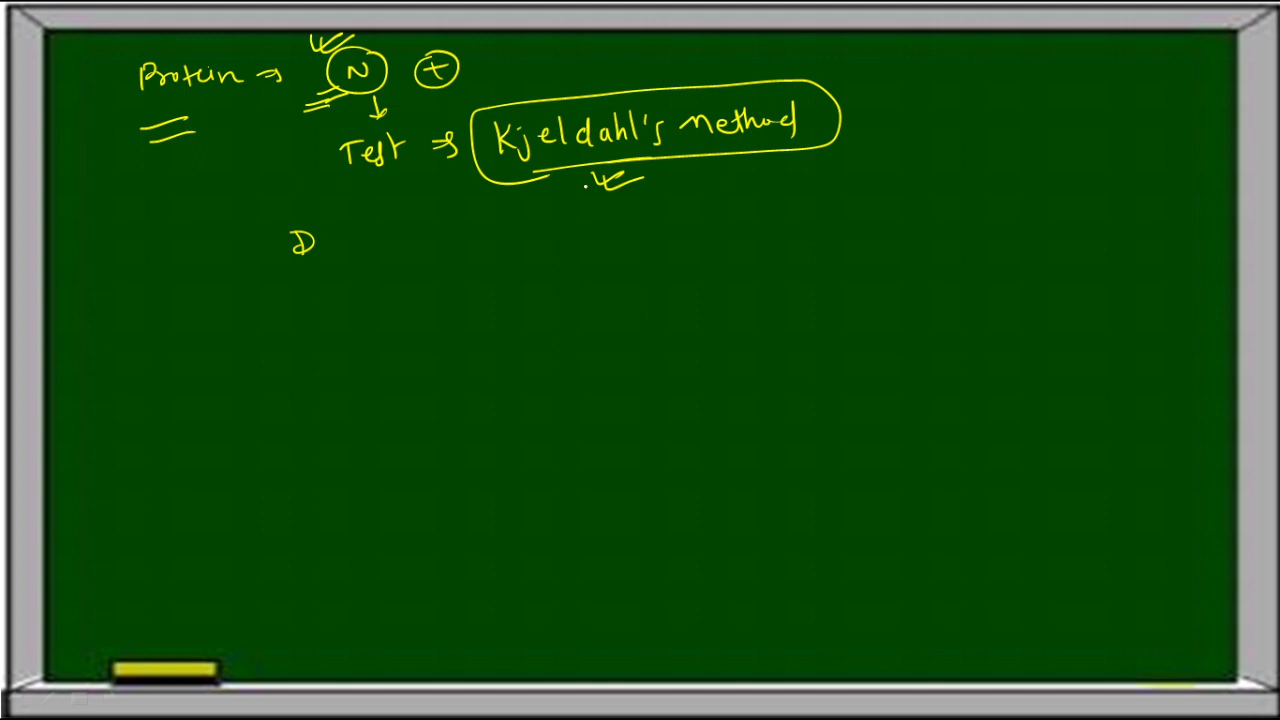 Protein ⇒ N +
Test ⇒ Kjeldahl's Method
D